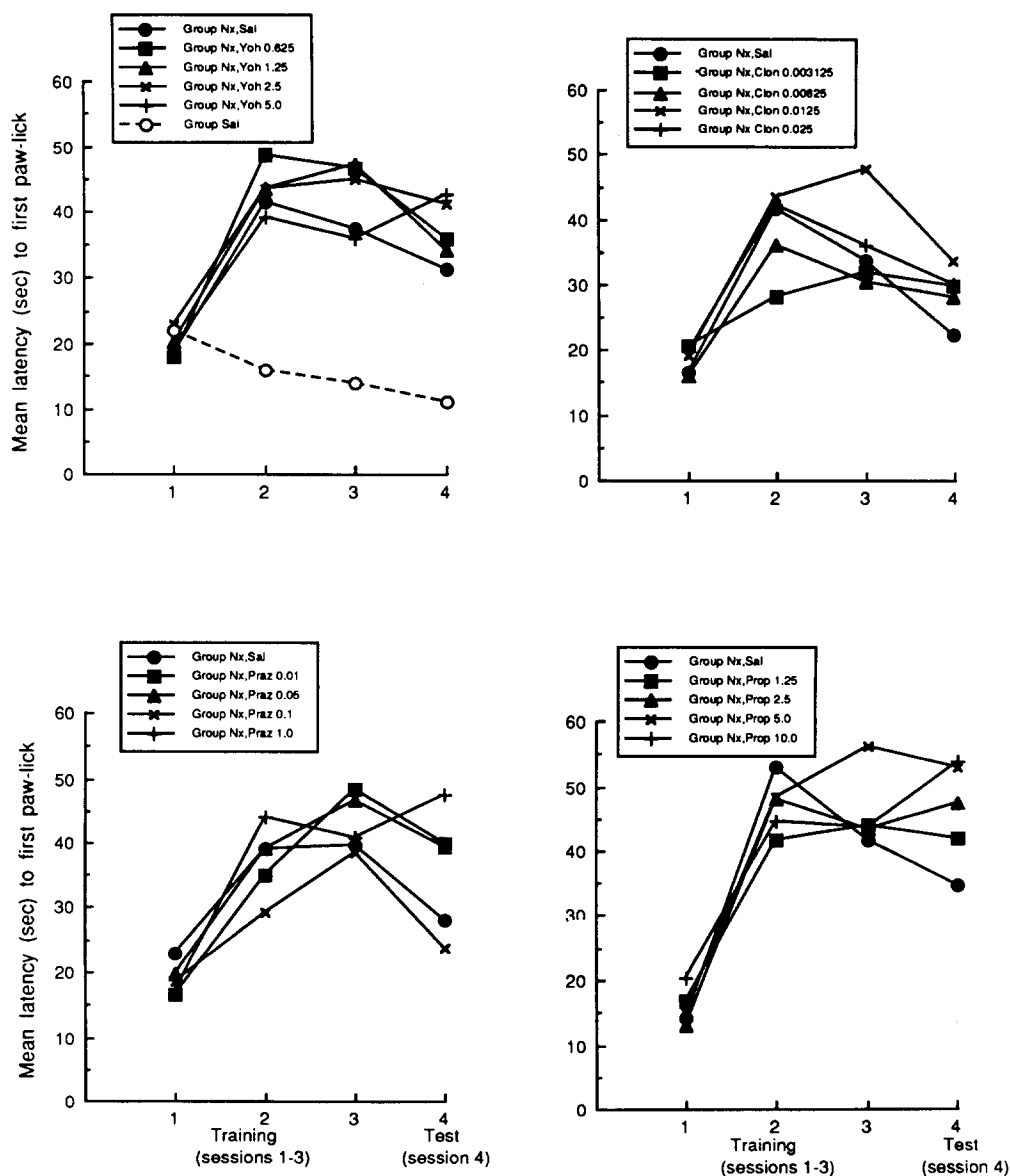 Group Nx,Sal
Group Nx,Yoh 0.625
Group Nx,Yoh 1.25
Group Nx,Yoh 2.5
Group Nx,Yoh 5.0
Group Sal
Mean latency (sec) to first paw-lick
60
50
40
30
20
10
0
1
2
3
4
Group Nx,Sal
Group Nx,Clon 0.003125
Group Nx,Clon 0.00625
Group Nx,Clon 0.0125
Group Nx Clon 0.025
60
50
40
30
20
10
0
1
2
3
4
Group Nx,Sal
Group Nx,Praz 0.01
Group Nx,Praz 0.05
Group Nx,Praz 0.1
Group Nx,Praz 1.0
Mean latency (sec) to first paw-lick
60
50
40
30
20
10
0
1
2
3
4
Training
(sessions 1-3)
Test
(session 4)
Group Nx,Sal
Group Nx,Prop 1.25
Group Nx,Prop 2.5
Group Nx,Prop 5.0
Group Nx,Prop 10.0
60
50
40
30
20
10
0
1
2
3
4
Training
(sessions 1-3)
Test
(session 4)